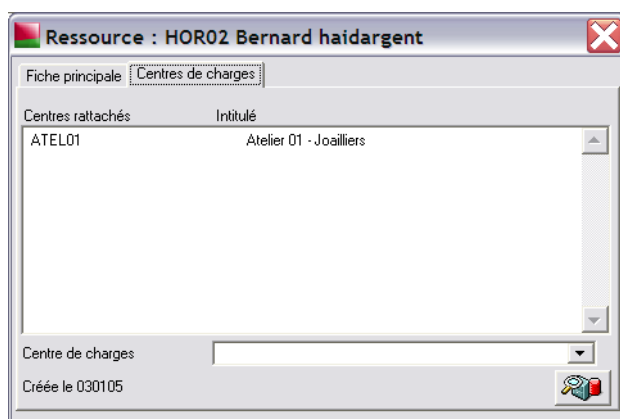 Ressource : HOR02 Bernard haidargent
Fiche principale Centres de charges
Centres rattachés Intitulé
ATEL01 Atelier 01 - Joailliers
Centre de charges
Créée le 030105